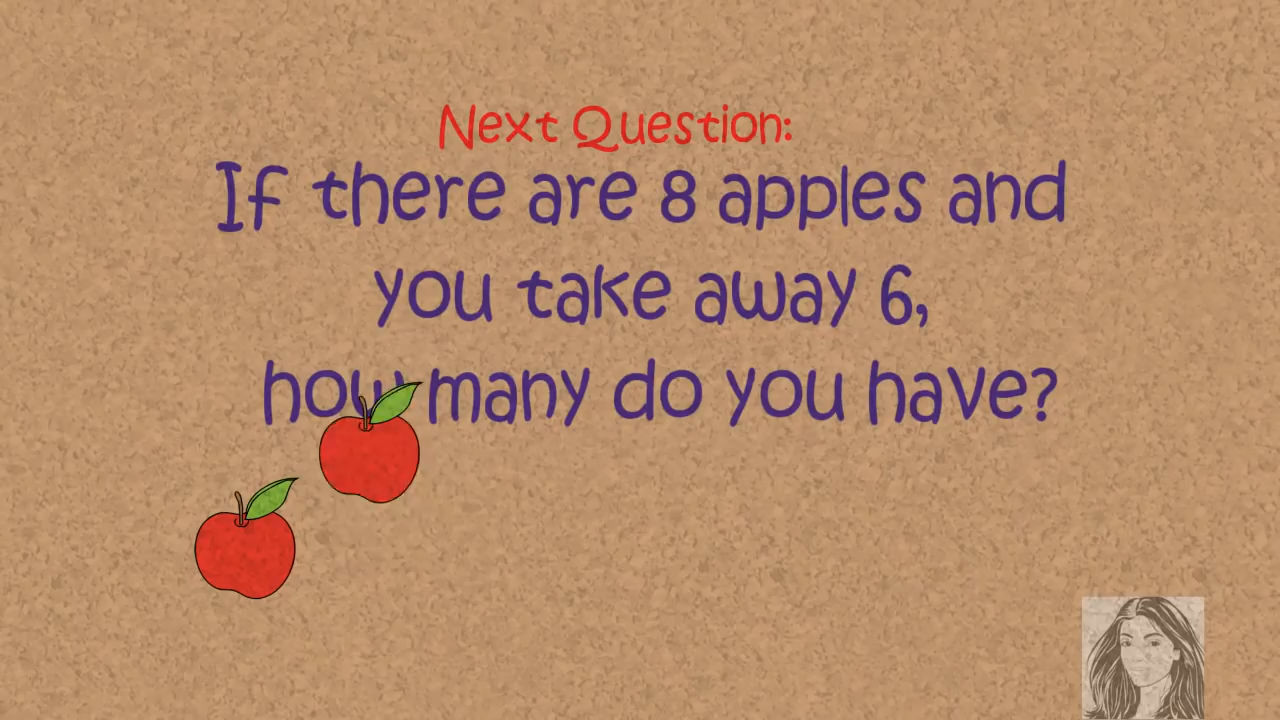 Next Question:
If there are 8 apples and
you take away 6,
how many do you have?